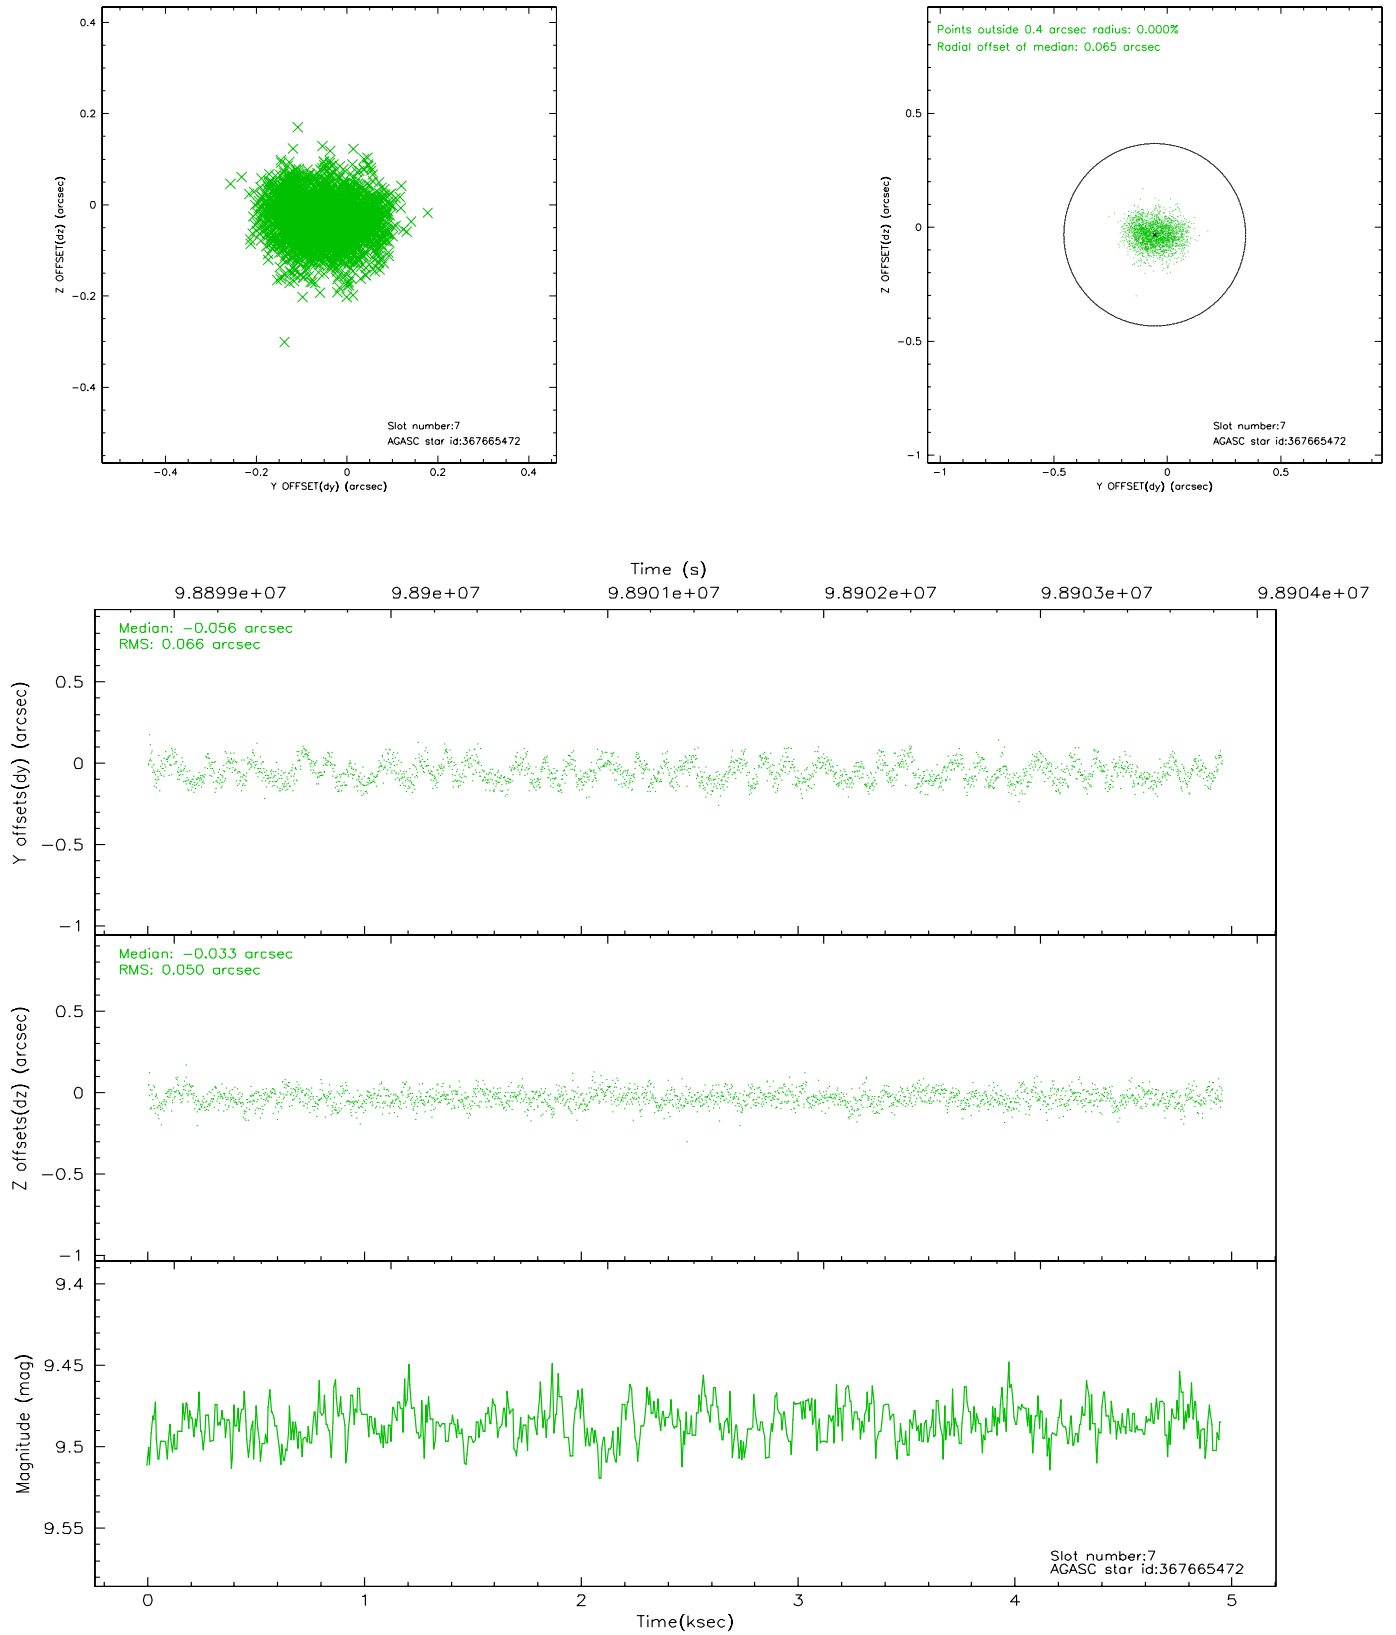 0.4
0.2
0
-0.2
-0.4
Z OFFSET(dz) (arcsec)
Slot number:7
AGASC star id:367665472
-0.4 -0.2 0 0.2 0.4
Y OFFSET(dy) (arcsec)
Points outside 0.4 arcsec radius: 0.000%
Radial offset of median: 0.065 arcsec
0.5
0
-0.5
-1
Z OFFSET(dz) (arcsec)
Slot number:7
AGASC star id:367665472
-1 -0.5 0 0.5
Y OFFSET(dy) (arcsec)
Time (s)
9.8899e+07 9.89e+07 9.8901e+07 9.8902e+07 9.8903e+07 9.8904e+07
Median: -0.056 arcsec
RMS: 0.066 arcsec
0.5
0
-0.5
-1
Y offsets(dy) (arcsec)
Median: -0.033 arcsec
RMS: 0.050 arcsec
0.5
0
-0.5
-1
Z offsets(dz) (arcsec)
9.4
9.45
9.5
9.55
Magnitude (mag)
Slot number:7
AGASC star id:367665472
0 1 2 3 4 5
Time(ksec)